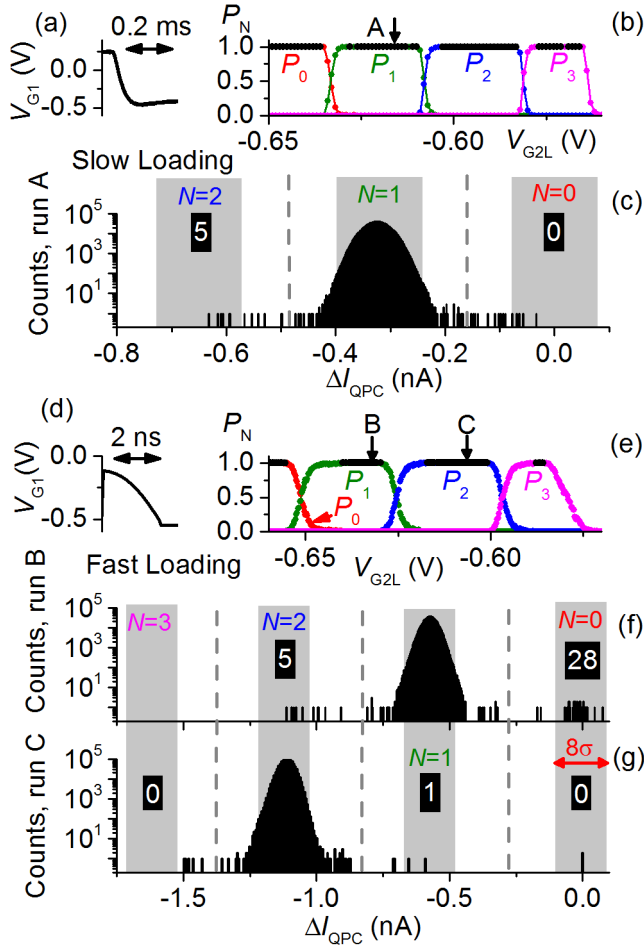 (a)
0.2 ms
V_G1 (V)
0.0
-0.5
P_N
A
(b)
1.0
0.5
0.0
P_0
P_1
P_2
P_3
-0.65
-0.60
V_G2L (V)
Slow Loading
Counts, run A
10^5
10^3
10^1
N=2
5
N=1
N=0
0
(c)
-0.8
-0.6
-0.4
-0.2
0.0
ΔI_QPC (nA)
(d)
2 ns
V_G1(V)
0.0
-0.5
P_N
B
C
(e)
1.0
0.5
0.0
P_1
P_0
P_2
P_3
-0.65
-0.60
V_G2L (V)
Fast Loading
Counts, run B
10^5
10^3
10^1
N=3
N=2
5
N=0
28
(f)
Counts, run C
10^5
10^3
10^1
0
N=1
1
8σ
0
(g)
-1.5
-1.0
-0.5
0.0
ΔI_QPC (nA)